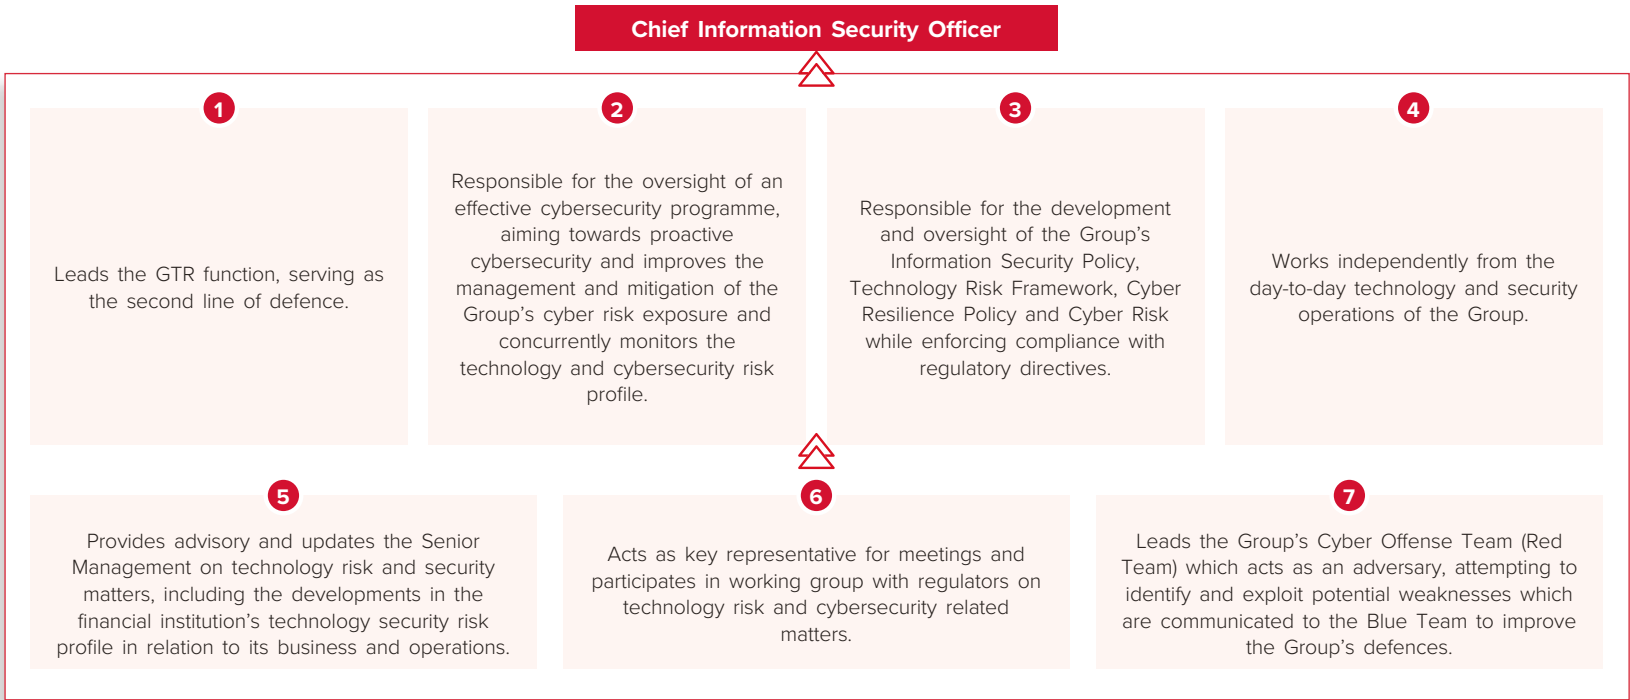 Chief Information Security Officer
1
Leads the GTR function, serving as
the second line of defence.
2
Responsible for the oversight of an
effective cybersecurity programme,
aiming towards proactive
cybersecurity and improves the
management and mitigation of the
Group's cyber risk exposure and
concurrently monitors the
technology and cybersecurity risk
profile.
3
Responsible for the development
and oversight of the Group's
Information Security Policy,
Technology Risk Framework, Cyber
Resilience Policy and Cyber Risk
while enforcing compliance with
regulatory directives.
4
Works independently from the
day-to-day technology and security
operations of the Group.
5
Provides advisory and updates the Senior
Management on technology risk and security
matters, including the developments in the
financial institution's technology security risk
profile in relation to its business and operations.
6
Acts as key representative for meetings and
participates in working group with regulators on
technology risk and cybersecurity related
matters.
7
Leads the Group's Cyber Offense Team (Red
Team) which acts as an adversary, attempting to
identify and exploit potential weaknesses which
are communicated to the Blue Team to improve
the Group's defences.